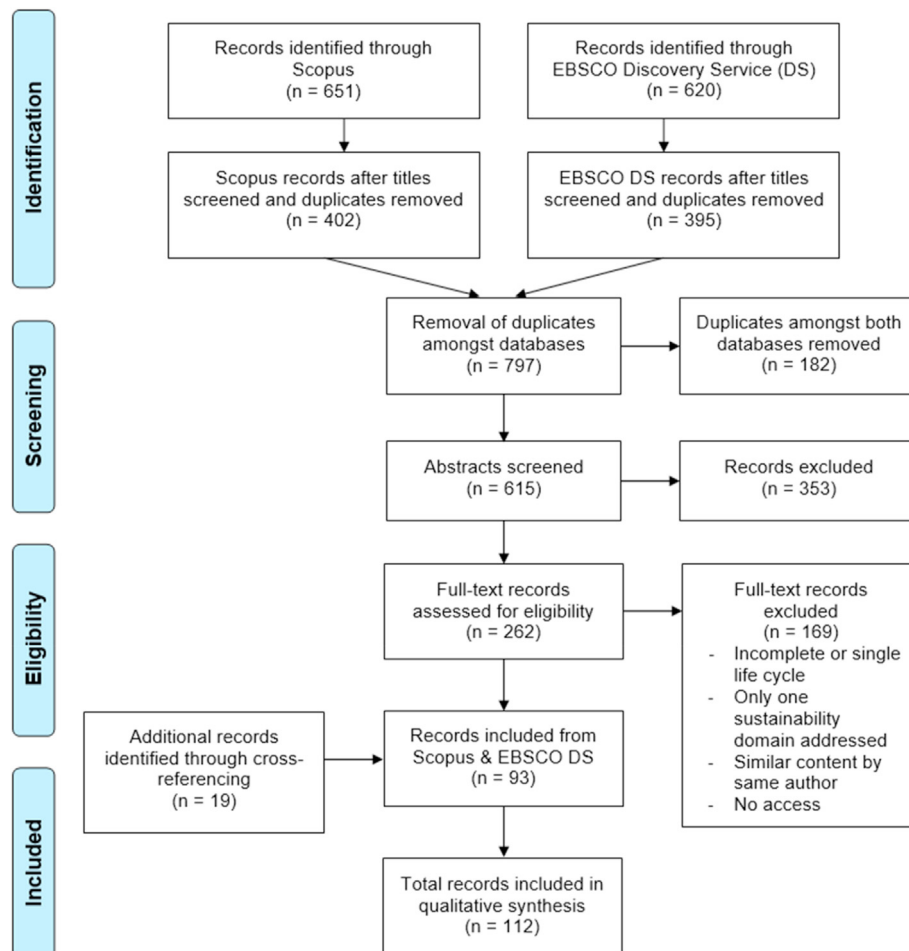 Identification
Records identified through
Scopus
(n = 651)
Records identified through
EBSCO Discovery Service (DS)
(n = 620)
Scopus records after titles
screened and duplicates removed
(n = 402)
EBSCO DS records after titles
screened and duplicates removed
(n = 395)
Screening
Removal of duplicates
amongst databases
(n = 797)
Duplicates amongst both
databases removed
(n = 182)
Abstracts screened
(n = 615)
Records excluded
(n = 353)
Eligibility
Full-text records
assessed for eligibility
(n = 262)
Full-text records
excluded
(n = 169)
- Incomplete or single
life cycle
- Only one
sustainability
domain addressed
- Similar content by
same author
- No access
Additional records
identified through cross-
referencing
(n = 19)
Records included from
Scopus & EBSCO DS
(n = 93)
Included
Total records included in
qualitative synthesis
(n = 112)